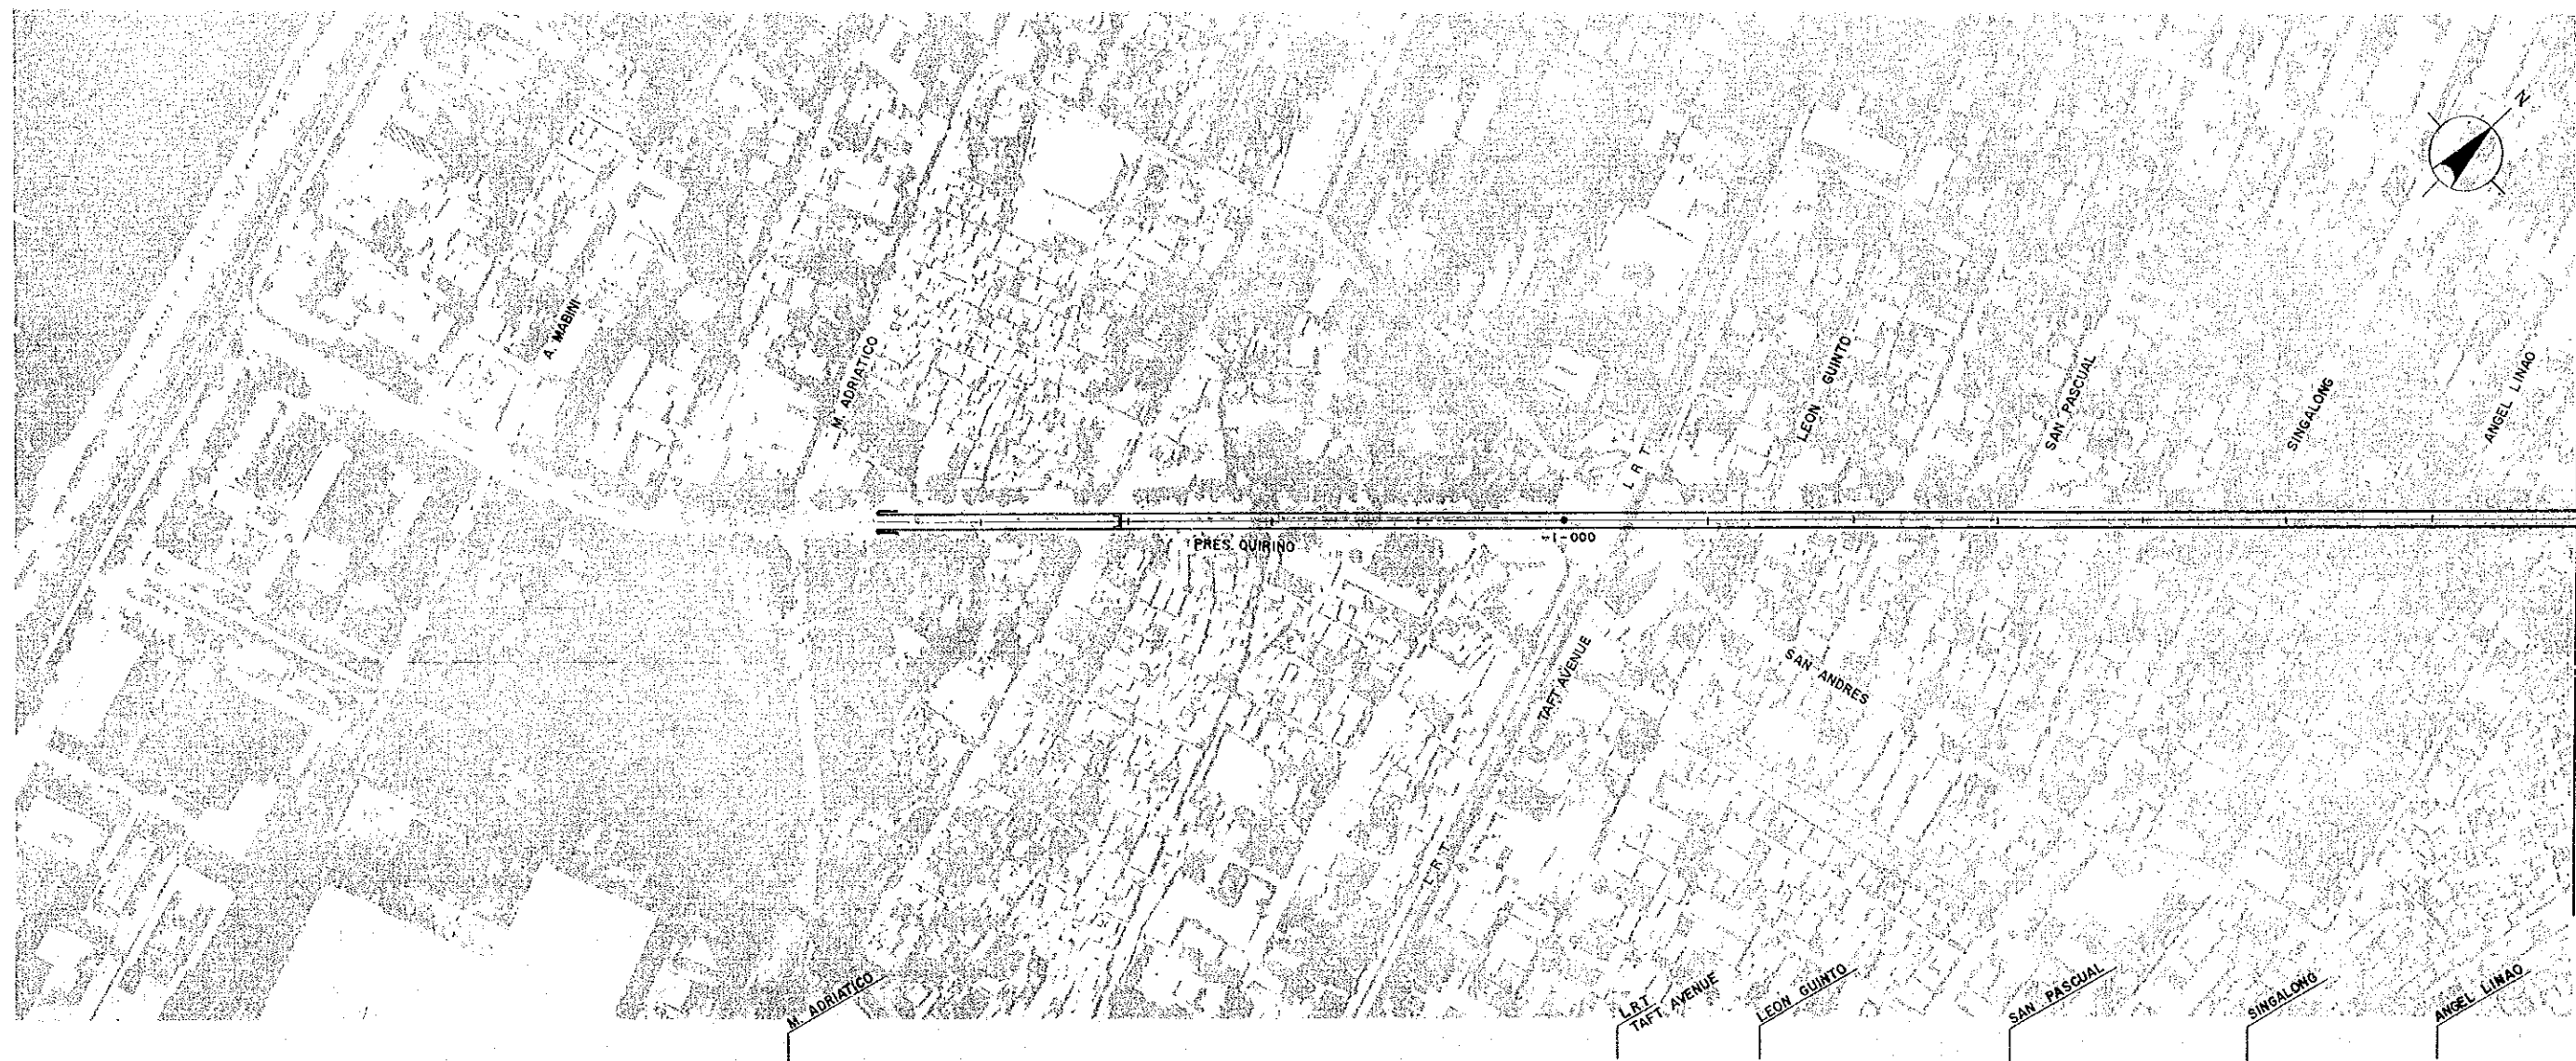 N
A. MABINI
M. ADRIATICO
LEON GUINTO
SAN PASCUAL
SINGALONG
ANGEL LINAO
L R T
PRES. QUIRINO
-1-000
TAFT AVENUE
SAN ANDRES
L R T
M. ADRIATICO
L.R.T
TAFT. AVENUE
LEON GUINTO
SAN PASCUAL
SINGALONG
ANGEL LINAO